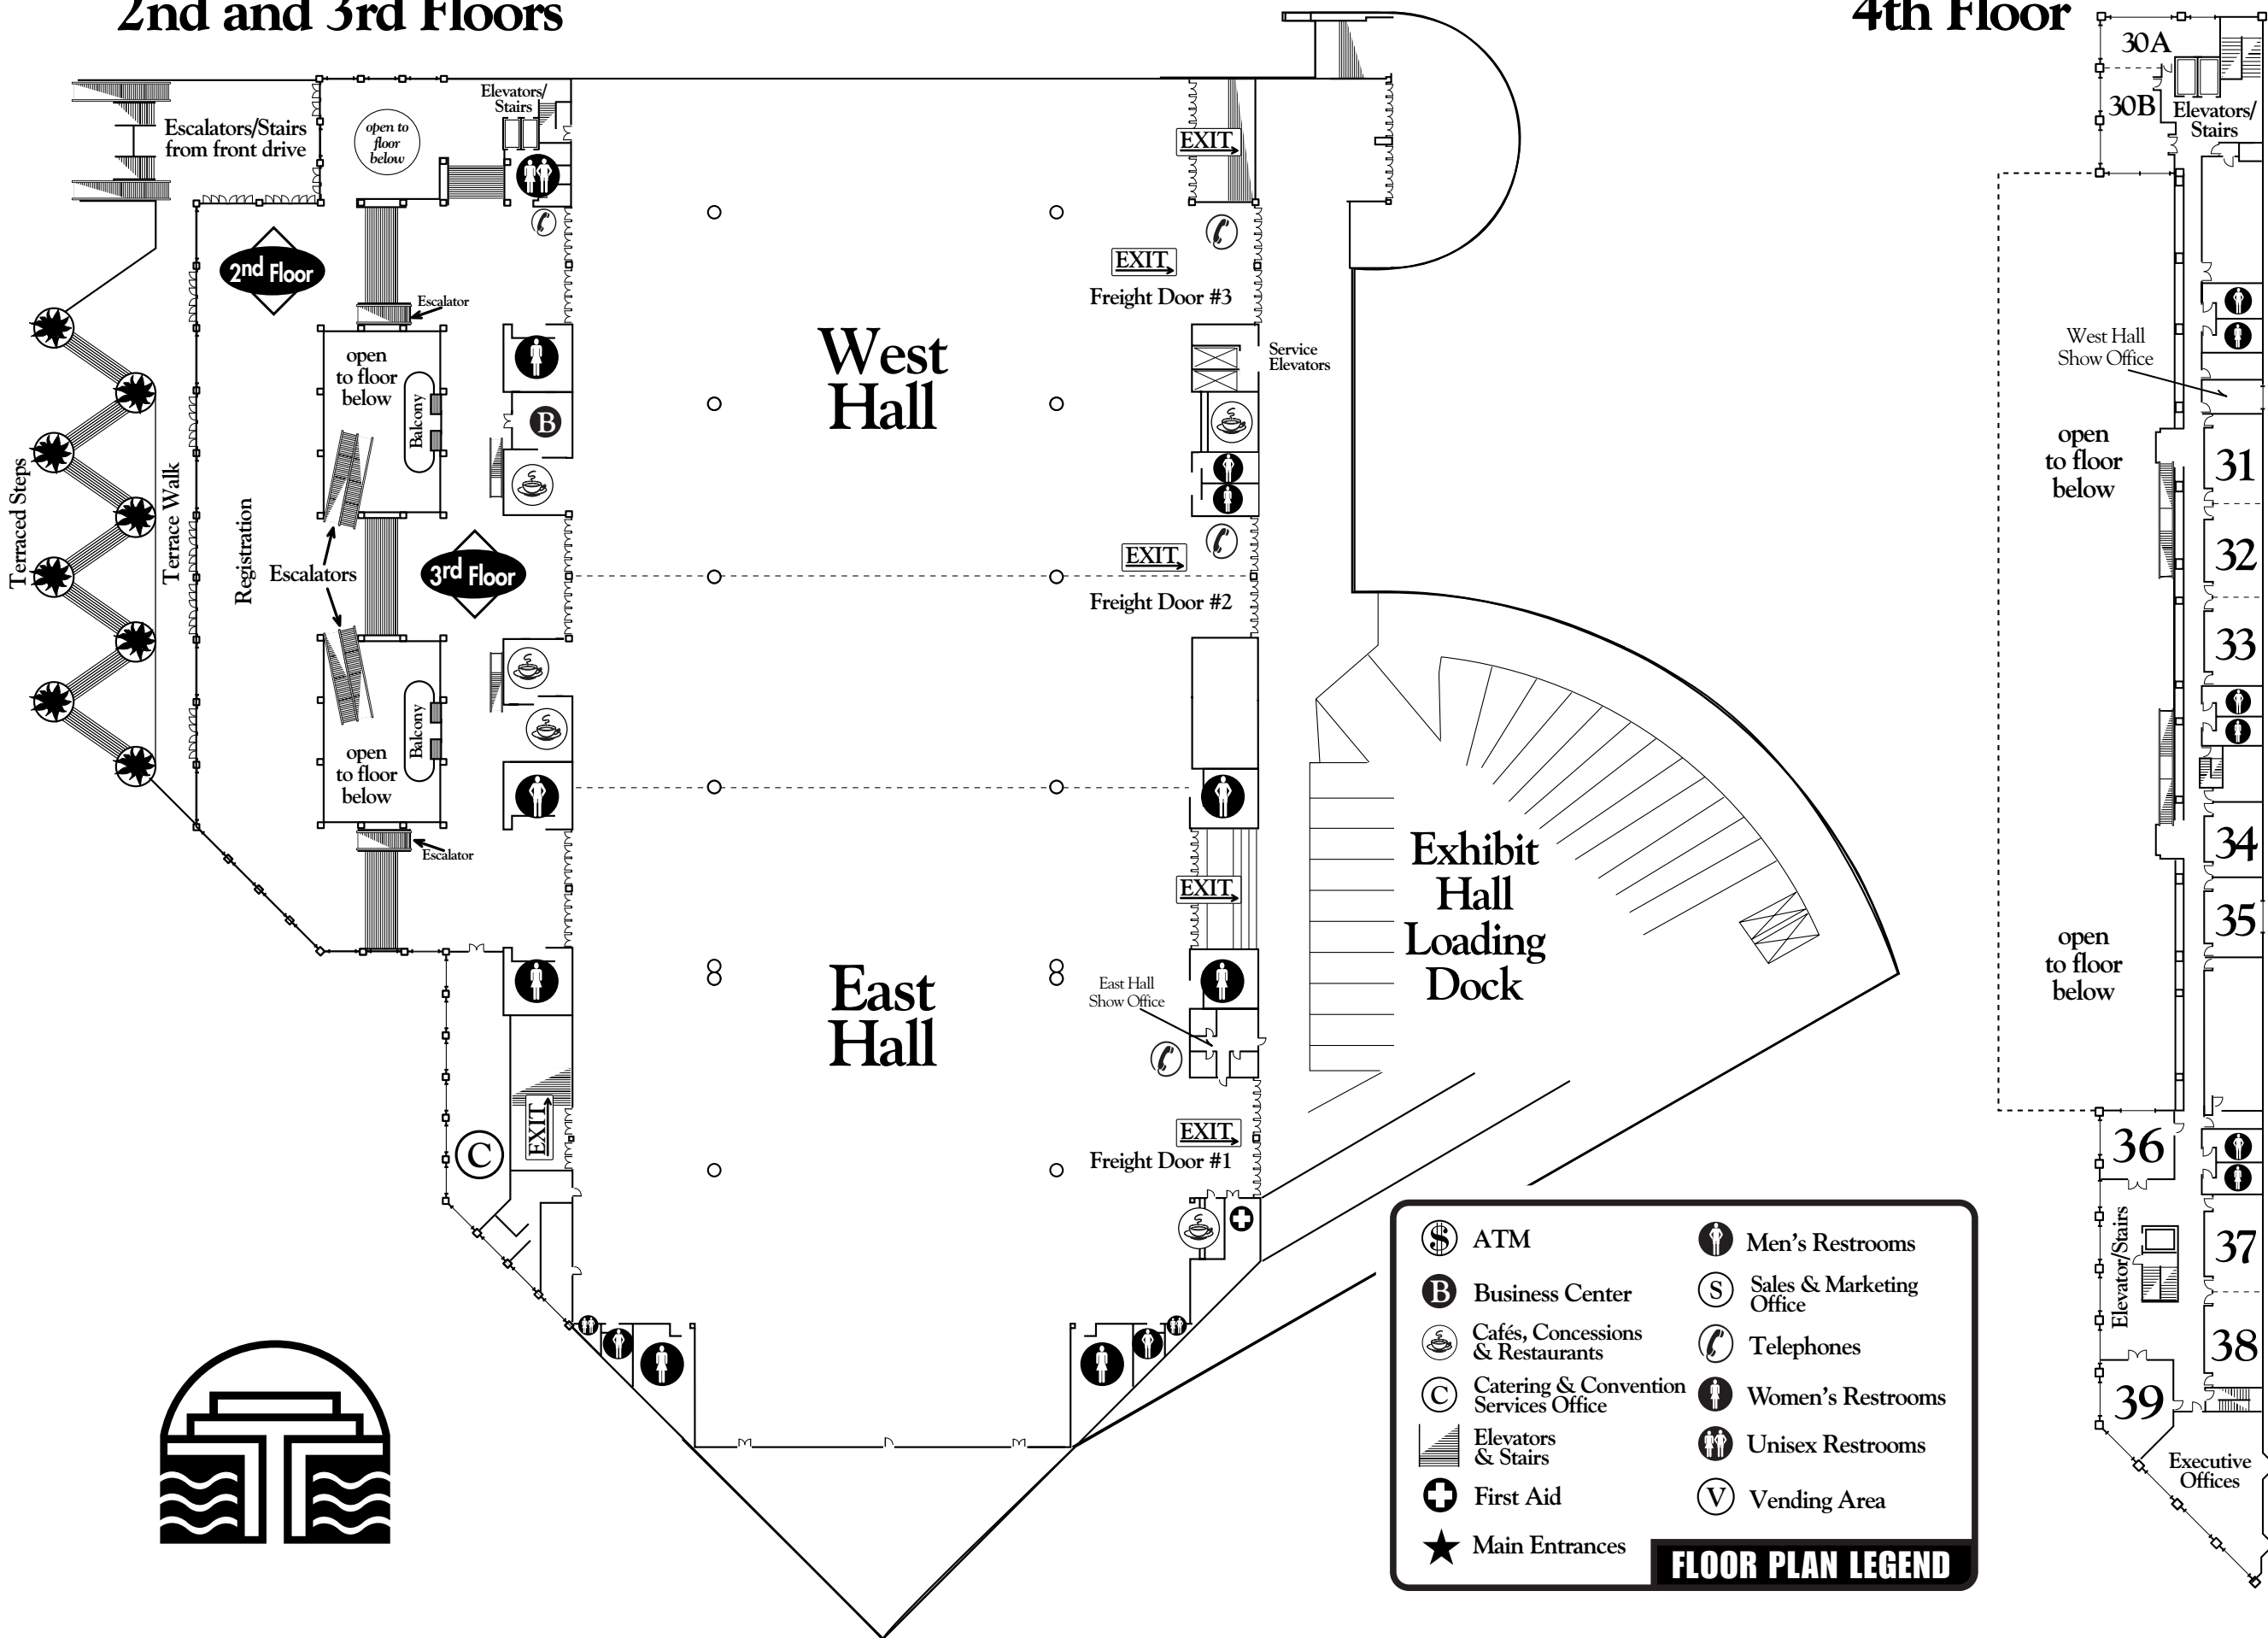 2nd and 3rd Floors
4th Floor
Elevators/
Stairs
Escalators/Stairs
from front drive
open to
floor
below
EXIT
2nd Floor
Escalator
EXIT
Freight Door #3
West
Hall
Service
Elevators
open
to floor
below
Balcony
B
Terraced Steps
Terrace Walk
Registration
Escalators
3rd Floor
EXIT
Freight Door #2
Balcony
open
to floor
below
Escalator
EXIT
Exhibit
Hall
Loading
Dock
East
Hall
East Hall
Show Office
C
EXIT
EXIT
Freight Door #1
30A
30B
Elevators/
Stairs
West Hall
Show Office
open
to floor
below
31
32
33
34
35
open
to floor
below
36
Elevator/Stairs
37
38
39
Executive
Offices
$ ATM
B Business Center
Cafés, Concessions
& Restaurants
C Catering & Convention
Services Office
Elevators
& Stairs
First Aid
Main Entrances
Men's Restrooms
S Sales & Marketing
Office
Telephones
Women's Restrooms
Unisex Restrooms
V Vending Area
FLOOR PLAN LEGEND